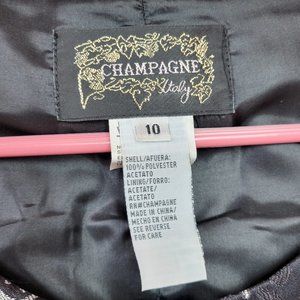 CHAMPAGNE
Italy
10
SHELL/AFUERA:
100% POLYESTER
ACETATO
LINING/FORRO:
ACETATE/
ACETATO
RN#CHAMPAGNE
MADE IN CHINA/
HECHO EN CHINA
SEE REVERSE
FOR CARE